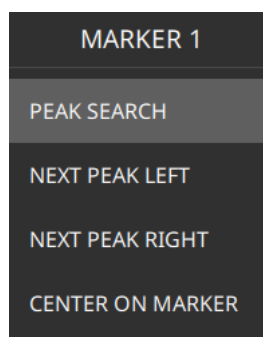 MARKER 1
PEAK SEARCH
NEXT PEAK LEFT
NEXT PEAK RIGHT
CENTER ON MARKER